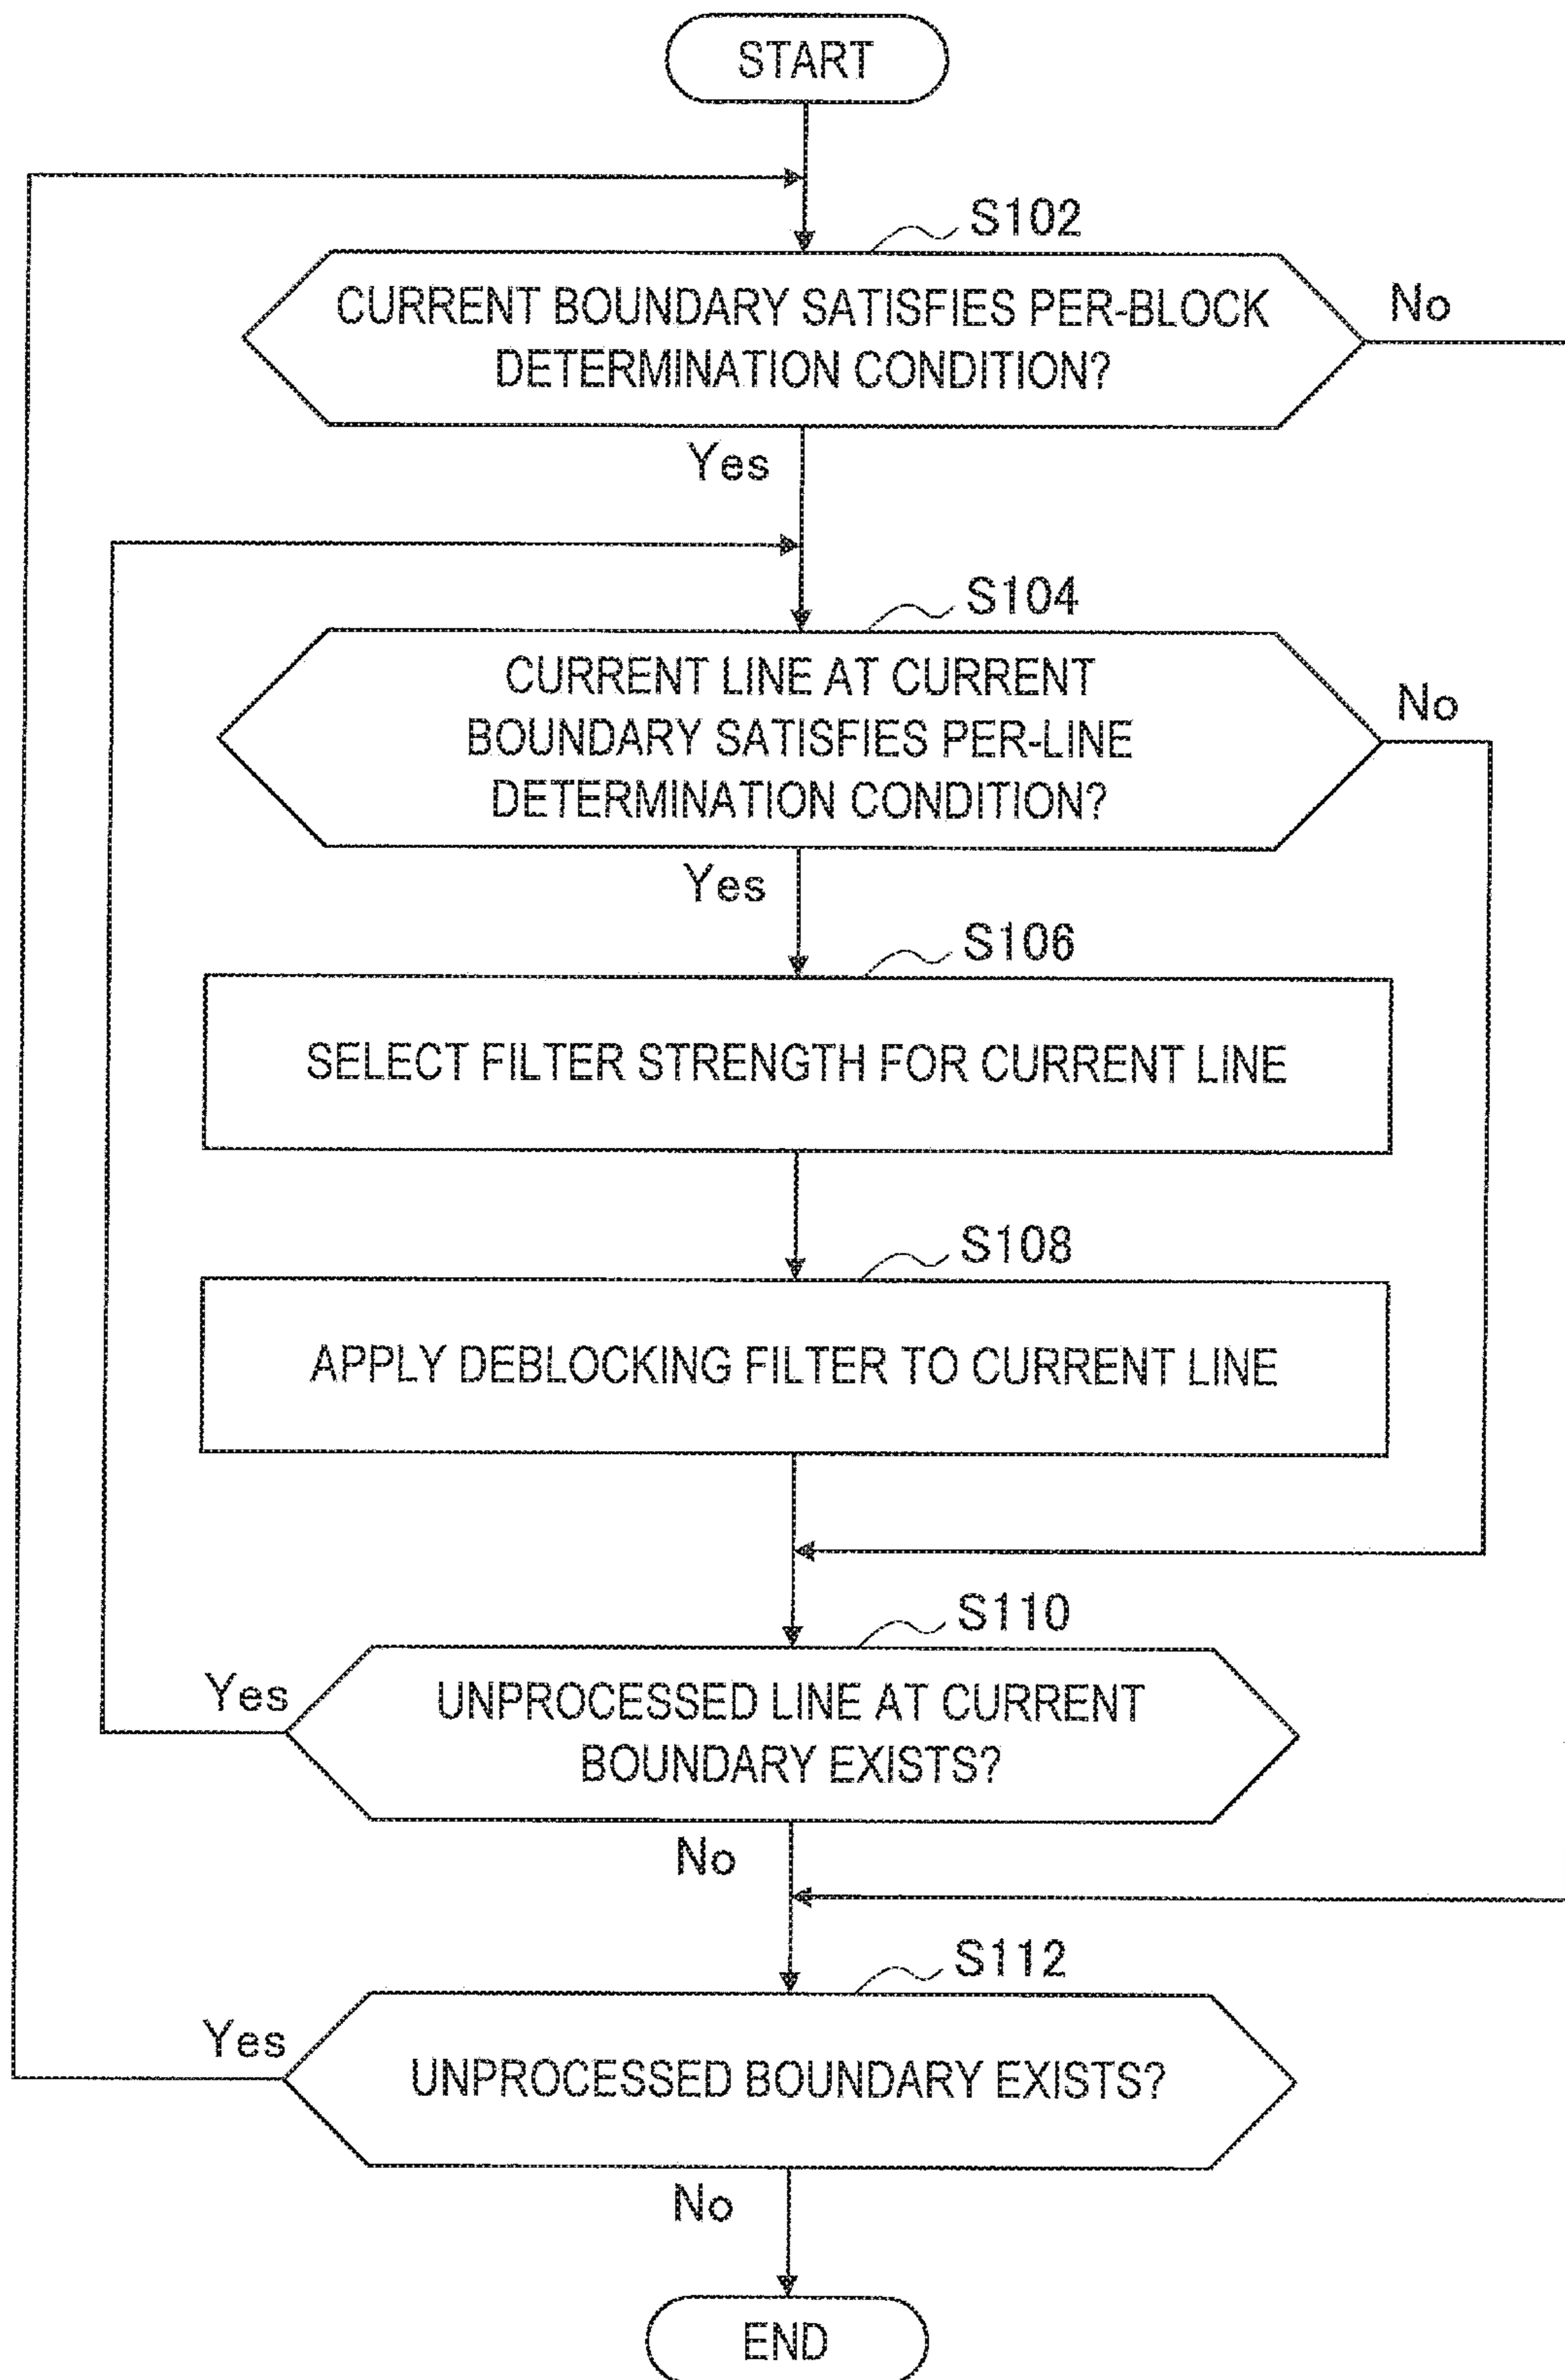 START
S102
CURRENT BOUNDARY SATISFIES PER-BLOCK
DETERMINATION CONDITION?
No
Yes
S104
CURRENT LINE AT CURRENT
BOUNDARY SATISFIES PER-LINE
DETERMINATION CONDITION?
No
Yes
S106
SELECT FILTER STRENGTH FOR CURRENT LINE
S108
APPLY DEBLOCKING FILTER TO CURRENT LINE
S110
Yes
UNPROCESSED LINE AT CURRENT
BOUNDARY EXISTS?
No
S112
Yes
UNPROCESSED BOUNDARY EXISTS?
No
END